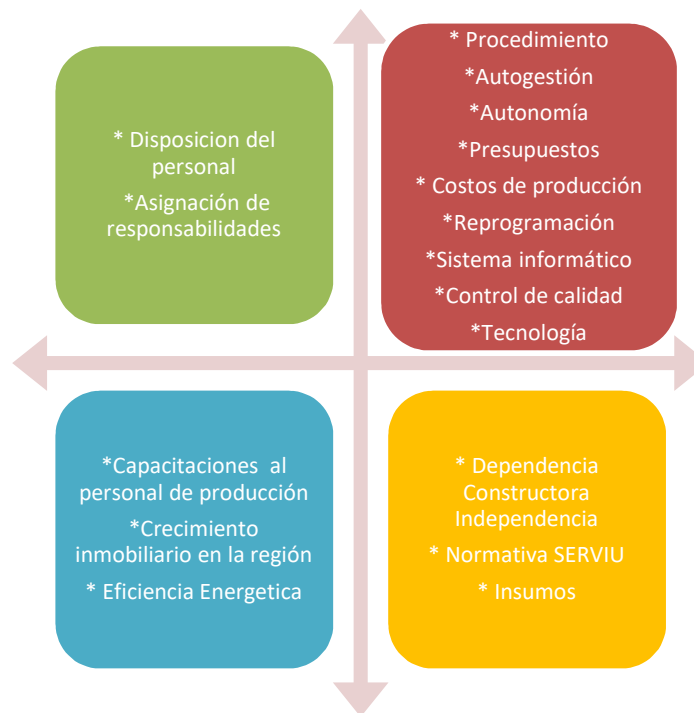 * Disposicion del
personal
*Asignación de
responsabilidades
* Procedimiento
*Autogestión
*Autonomía
*Presupuestos
* Costos de producción
*Reprogramación
*Sistema informático
*Control de calidad
*Tecnología
*Capacitaciones al
personal de producción
*Crecimiento
inmobiliario en la región
* Eficiencia Energetica
* Dependencia
Constructora
Independencia
* Normativa SERVIU
* Insumos